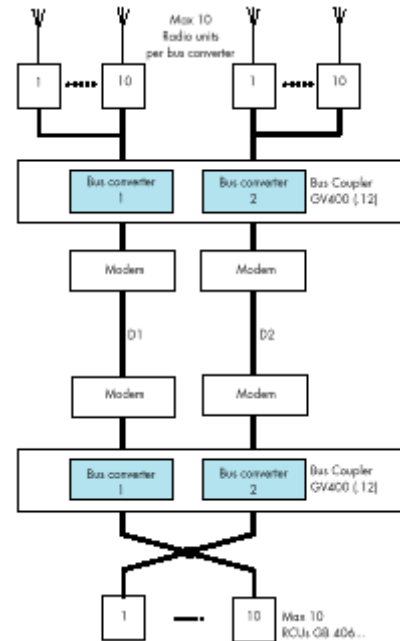 Max 10
Radio units
per bus converter
1
10
1
10
Bus converter
1
Bus converter
2
Bus Coupler
GV400 (.12)
Modem
Modem
D1
D2
Modem
Modem
Bus converter
1
Bus converter
2
Bus Coupler
GV400 (.12)
1
10
Max 10
RCUs GB 406...